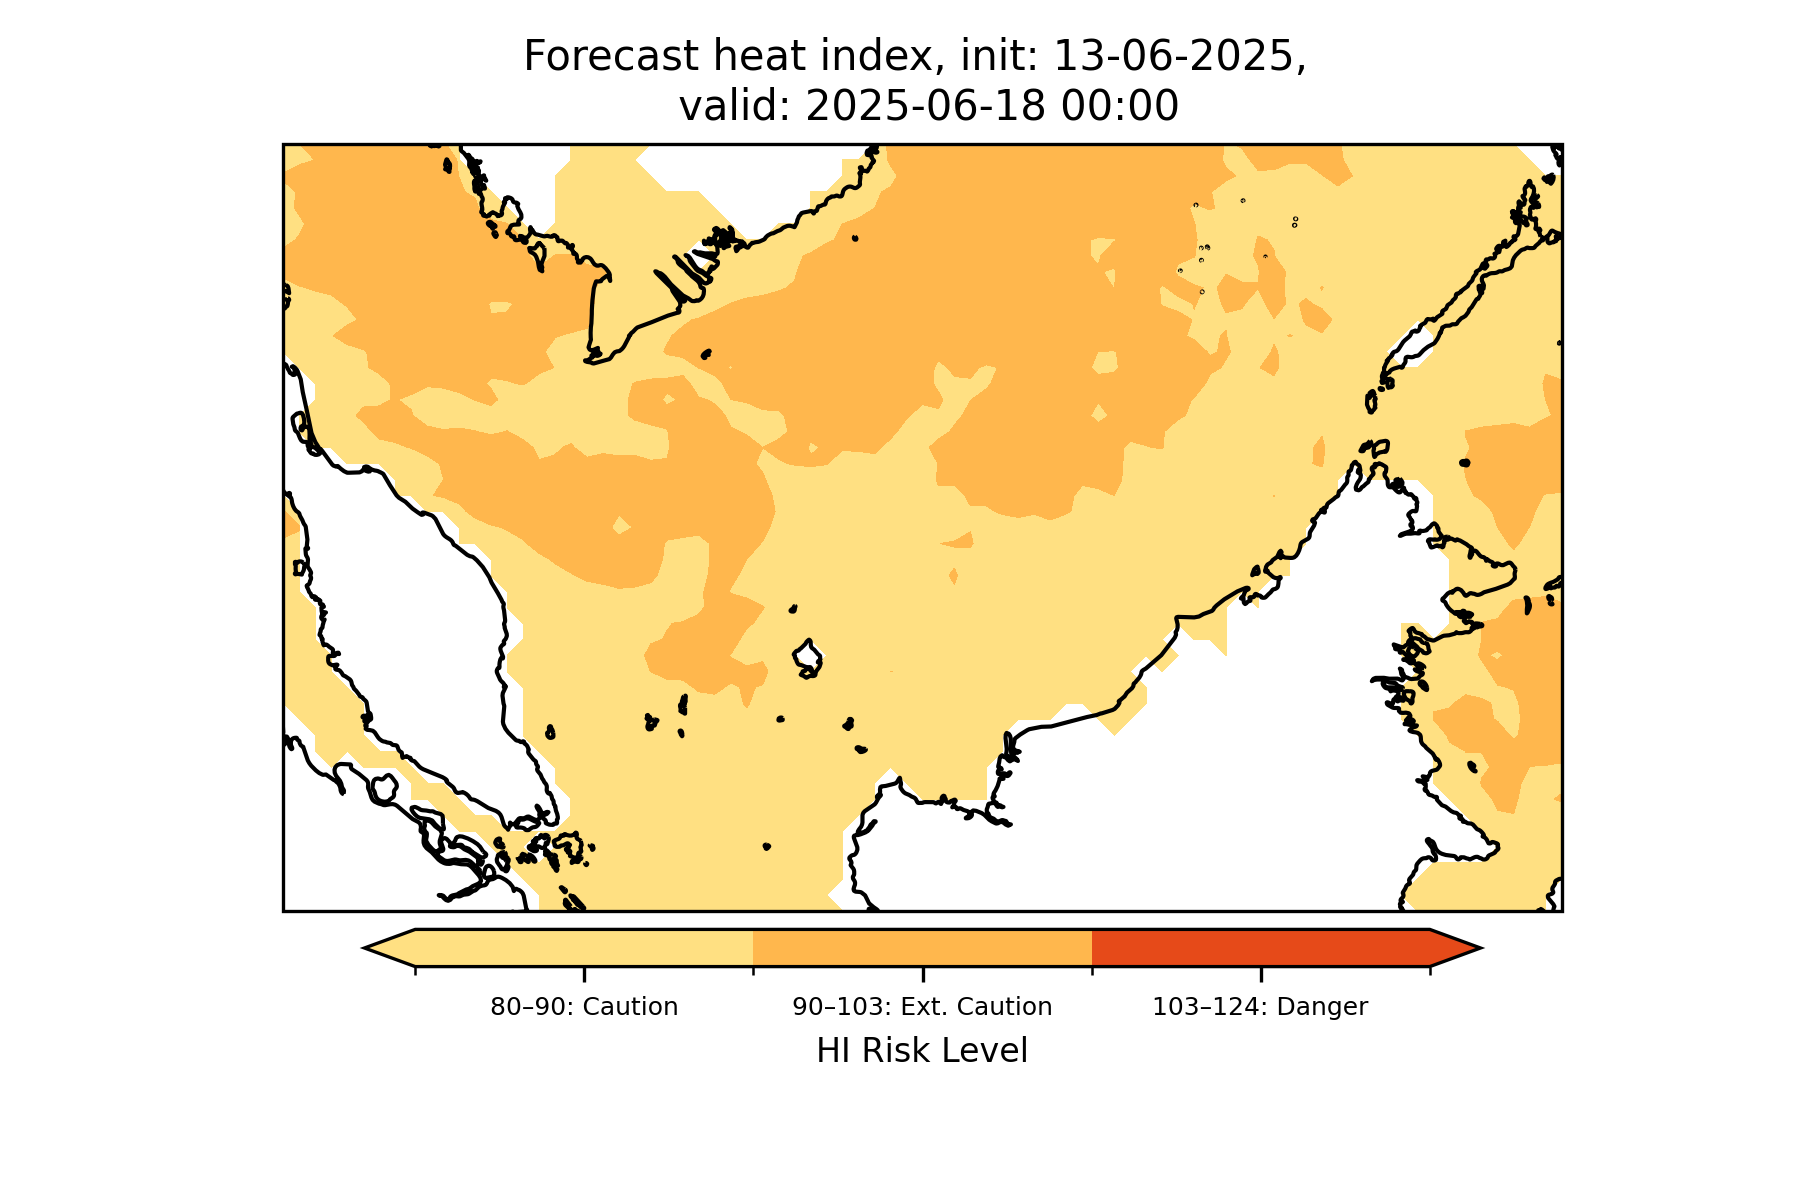 Forecast heat index, init: 13-06-2025,
valid: 2025-06-18 00:00
80–90: Caution
90–103: Ext. Caution
103–124: Danger
HI Risk Level